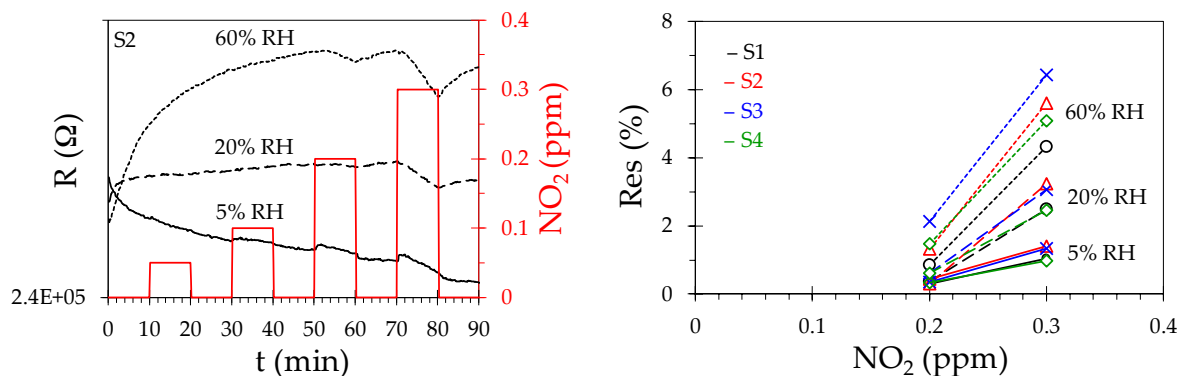 S2
60% RH
20% RH
5% RH
R (Ω)
2.4E+05
0 10 20 30 40 50 60 70 80 90
t (min)
0.4
0.3
0.2
0.1
0
NO2 (ppm)
8
6
4
2
0
Res (%)
– S1
– S2
– S3
– S4
60% RH
20% RH
5% RH
0 0.1 0.2 0.3 0.4
NO2 (ppm)